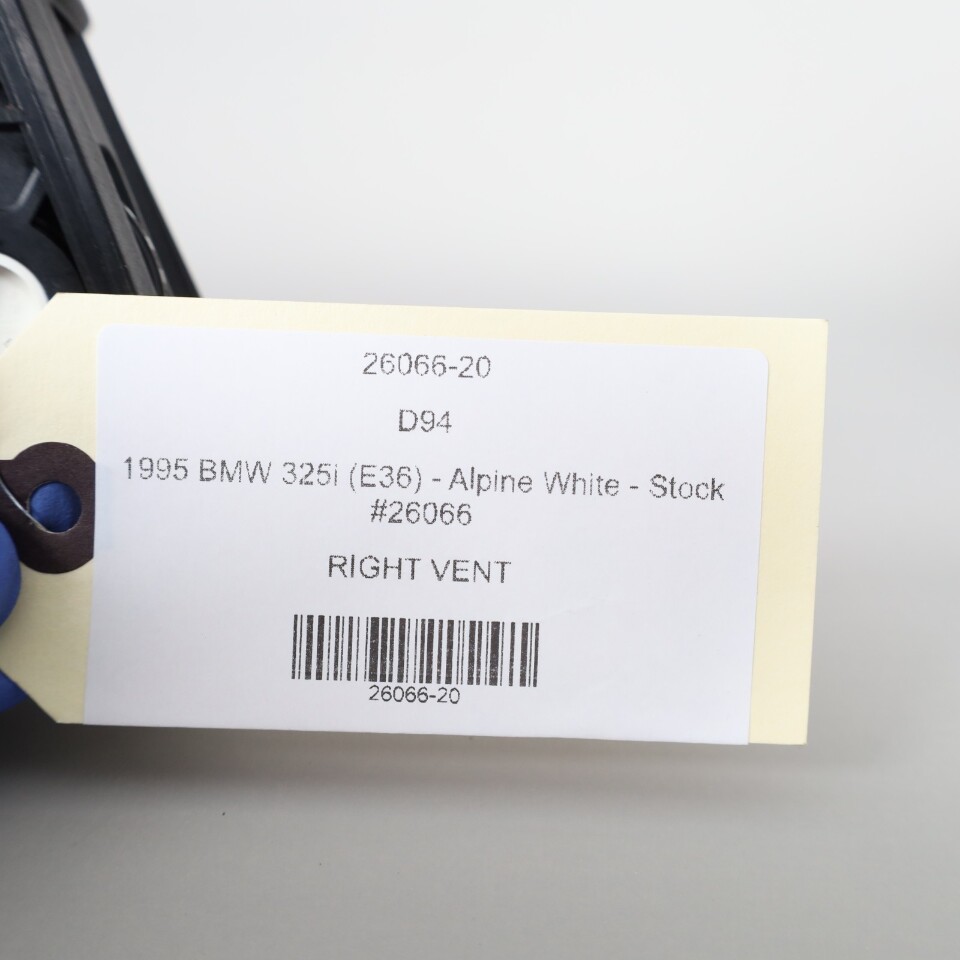 26066-20
D94
1995 BMW 325i (E36) - Alpine White - Stock
#26066
RIGHT VENT
26066-20